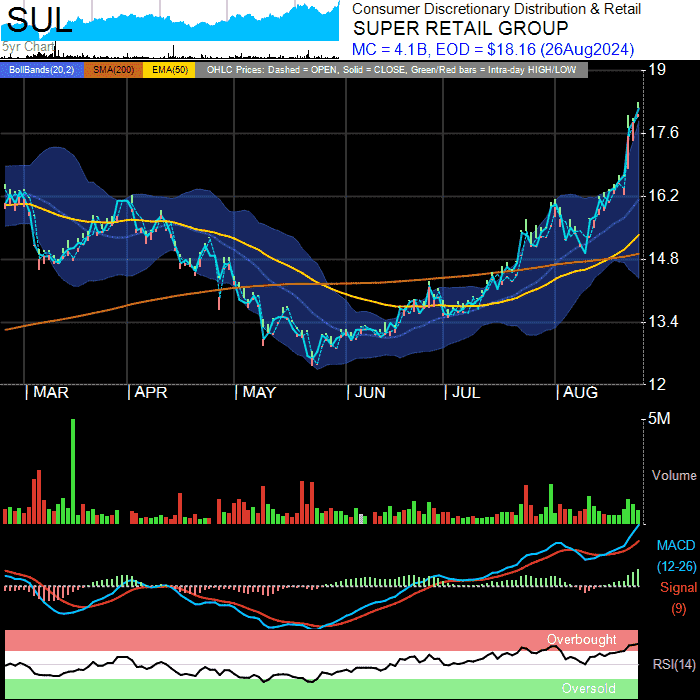 SUL
5yr Chart
Consumer Discretionary Distribution & Retail
SUPER RETAIL GROUP
MC = 4.1B, EOD = $18.16 (26Aug2024)
BollBands(20,2) SMA(200) EMA(50) OHLC Prices: Dashed = OPEN, Solid = CLOSE, Green/Red bars = Intra-day HIGH/LOW
19
17.6
16.2
14.8
13.4
12
MAR APR MAY JUN JUL AUG
5M
Volume
MACD
(12-26)
Signal
(9)
Overbought
RSI(14)
Oversold